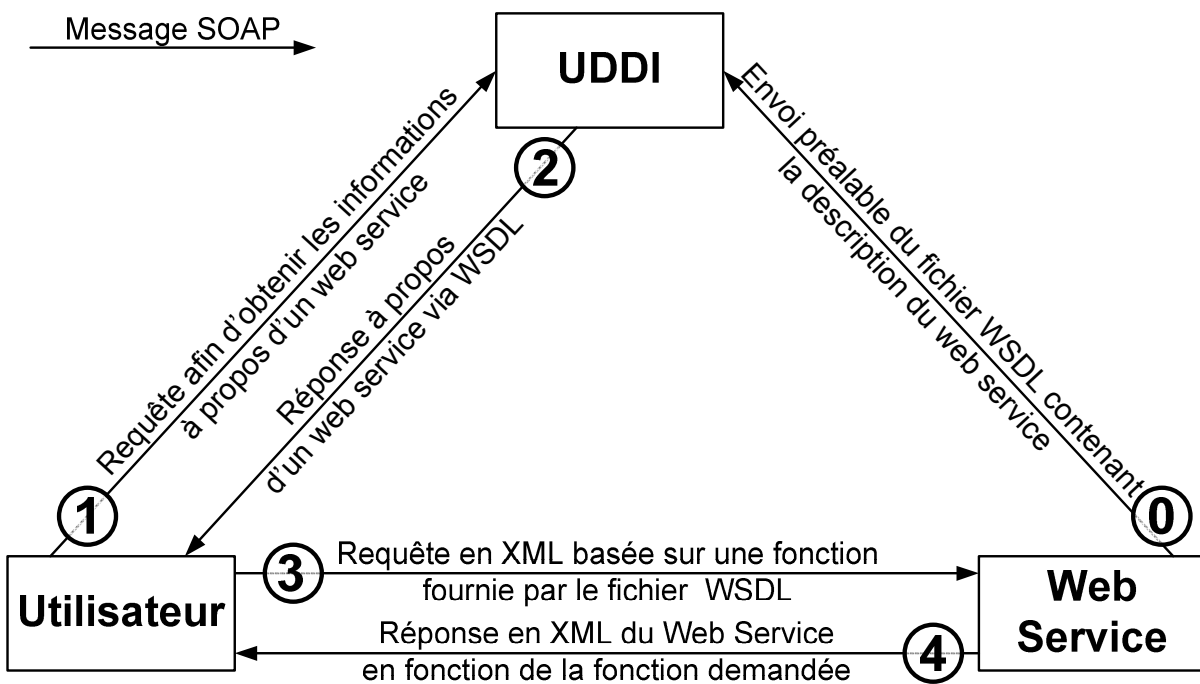 Message SOAP
UDDI
Envoi préalable du fichier WSDL contenant
la description du web service
0
Requête afin d'obtenir les informations
à propos d'un web service
1
2
Réponse à propos
d'un web service via WSDL
3
Requête en XML basée sur une fonction
fournie par le fichier WSDL
Utilisateur
Web
Service
Réponse en XML du Web Service
en fonction de la fonction demandée
4